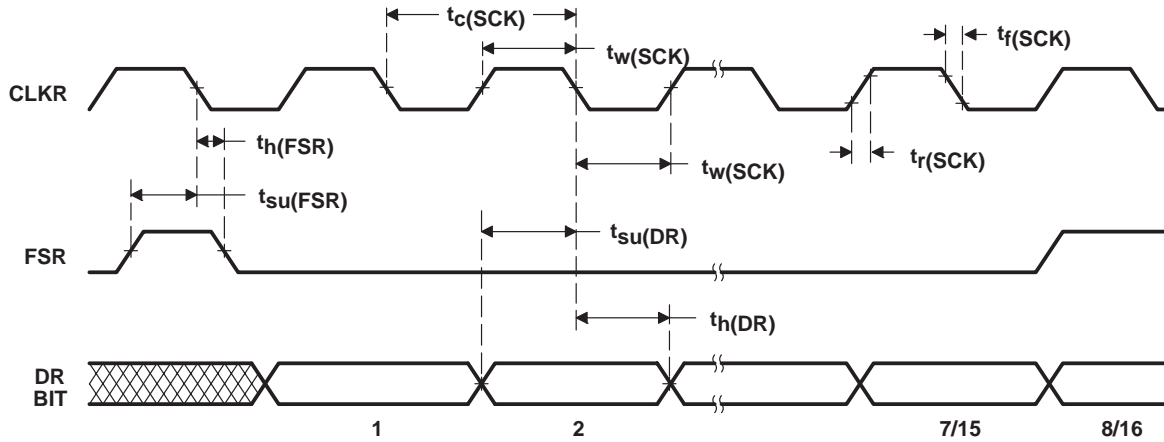 tc(SCK)
tw(SCK)
tf(SCK)
CLKR
th(FSR)
tw(SCK)
tr(SCK)
tsu(FSR)
tsu(DR)
FSR
th(DR)
DR
BIT
1 2 7/15 8/16